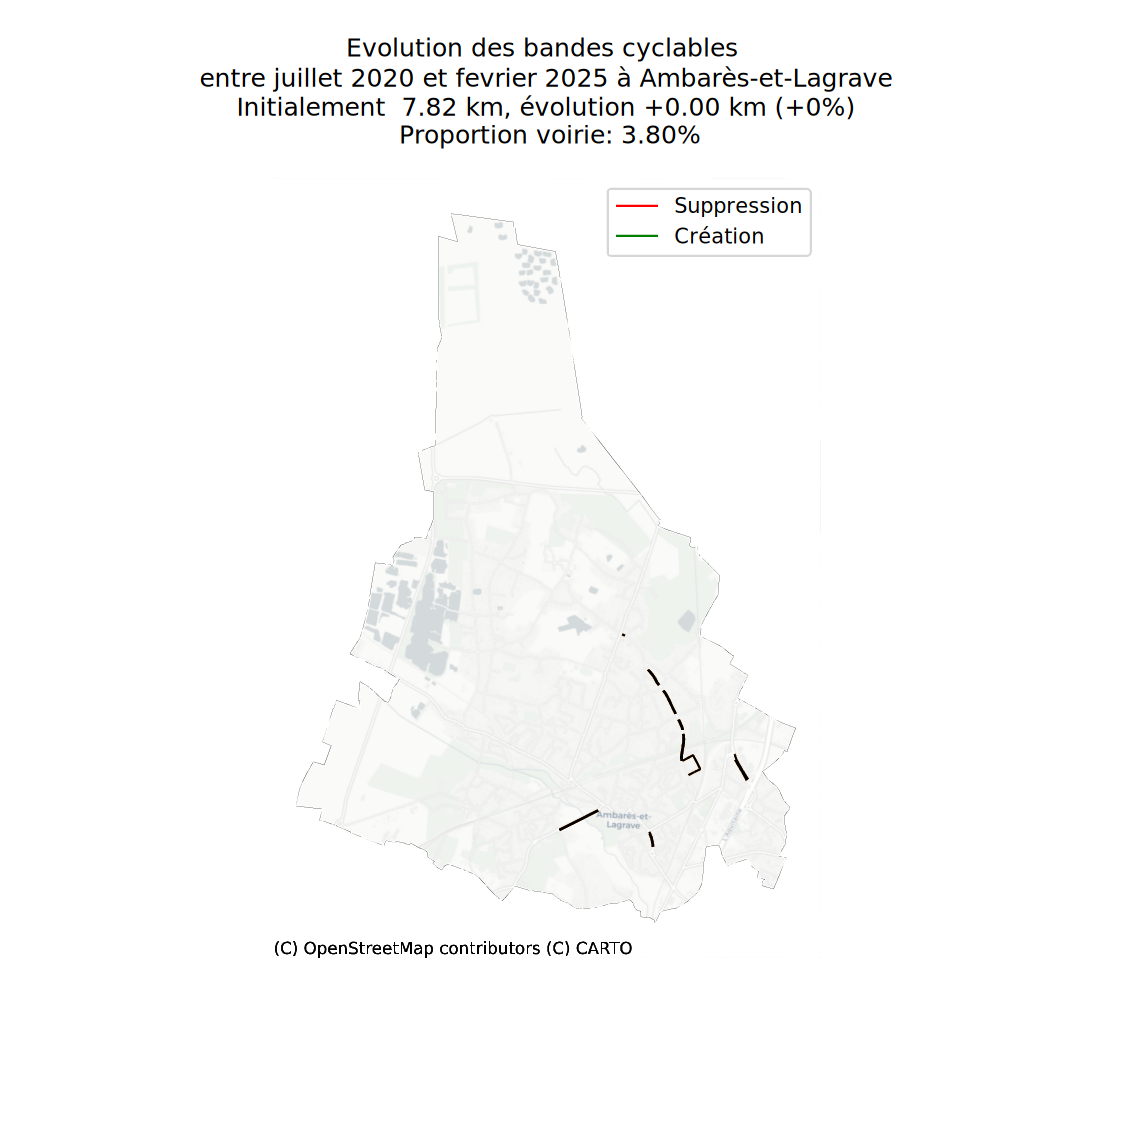 Evolution des bandes cyclables
entre juillet 2020 et fevrier 2025 à Ambarès-et-Lagrave
Initialement  7.82 km, évolution +0.00 km (+0%)
Proportion voirie: 3.80%
Suppression
Création
Ambarès-et-
Lagrave
(C) OpenStreetMap contributors (C) CARTO